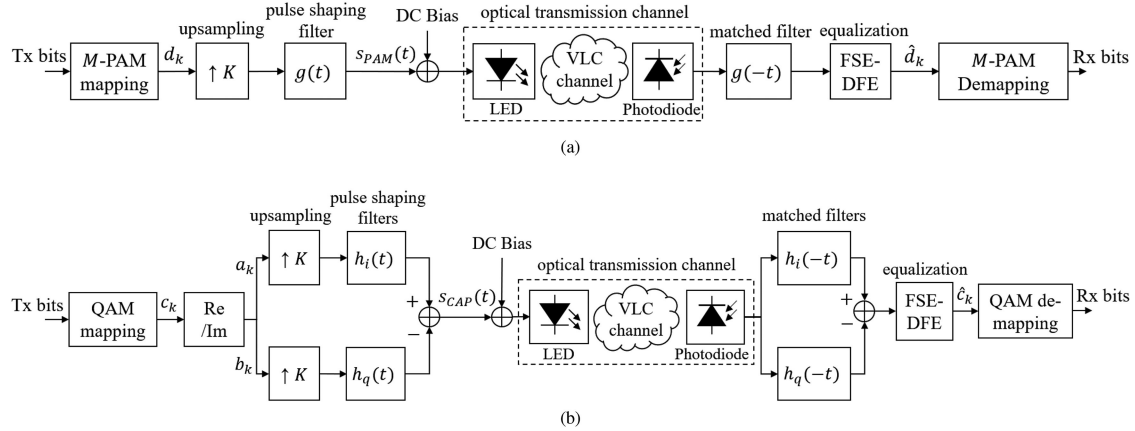 optical transmission channel
DC Bias
pulse shaping
filter
upsampling
matched filter
equalization
Tx bits
M-PAM
mapping
d_k
↑ K
g(t)
s_PAM(t)
LED
VLC
channel
Photodiode
g(−t)
FSE-
DFE
d̂_k
M-PAM
Demapping
Rx bits
(a)
pulse shaping
filters
upsampling
matched filters
DC Bias
optical transmission channel
equalization
Tx bits
QAM
mapping
c_k
Re
/Im
a_k
↑ K
h_i(t)
b_k
↑ K
h_q(t)
+
−
s_CAP(t)
LED
VLC
channel
Photodiode
h_i(−t)
h_q(−t)
+
−
FSE-
DFE
ĉ_k
QAM de-
mapping
Rx bits
(b)